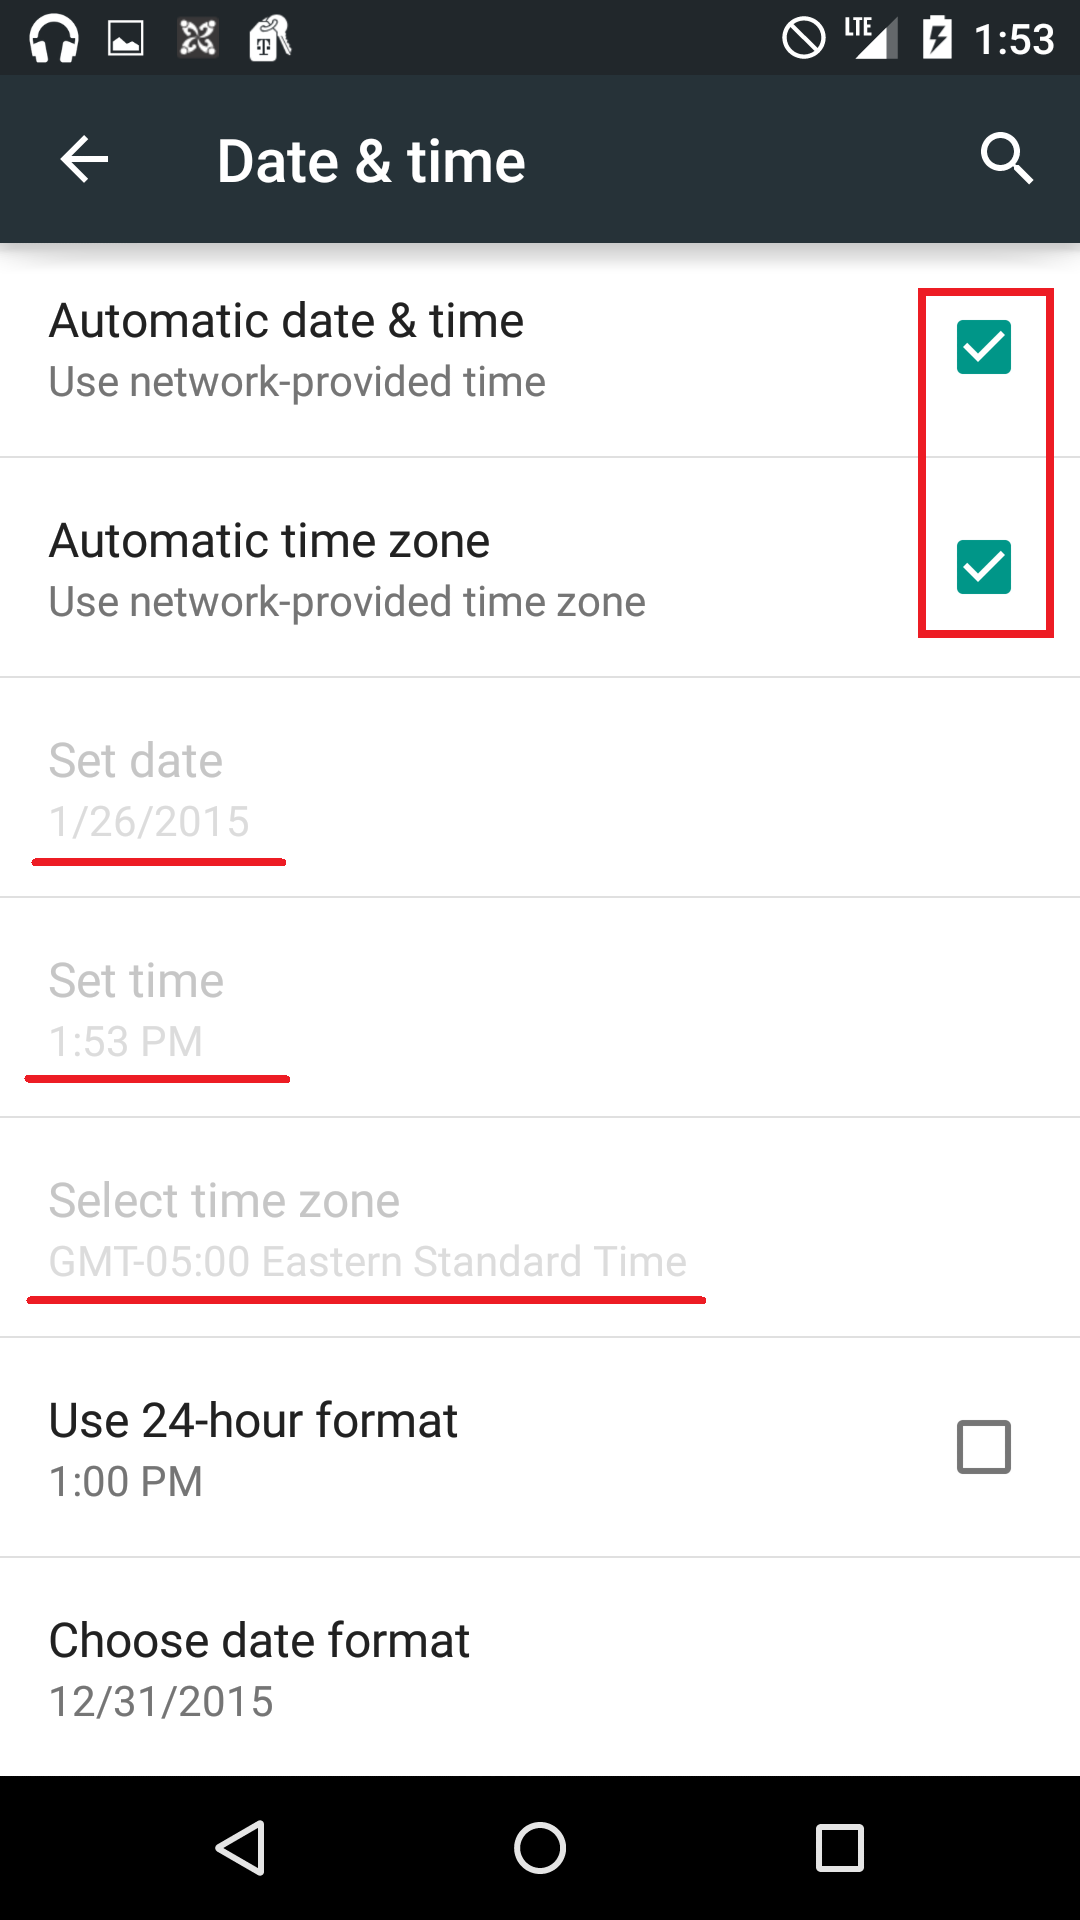 LTE 1:53
T
Date & time
Automatic date & time
Use network-provided time
Automatic time zone
Use network-provided time zone
Set date
1/26/2015
Set time
1:53 PM
Select time zone
GMT-05:00 Eastern Standard Time
Use 24-hour format
1:00 PM
Choose date format
12/31/2015